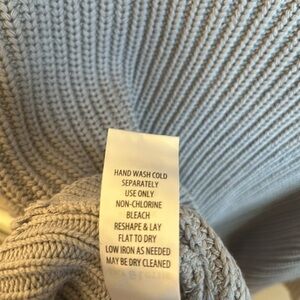 HAND WASH COLD
SEPARATELY
USE ONLY
NON-CHLORINE
BLEACH
RESHAPE & LAY
FLAT TO DRY
LOW IRON AS NEEDED
MAY BE DRY CLEANED